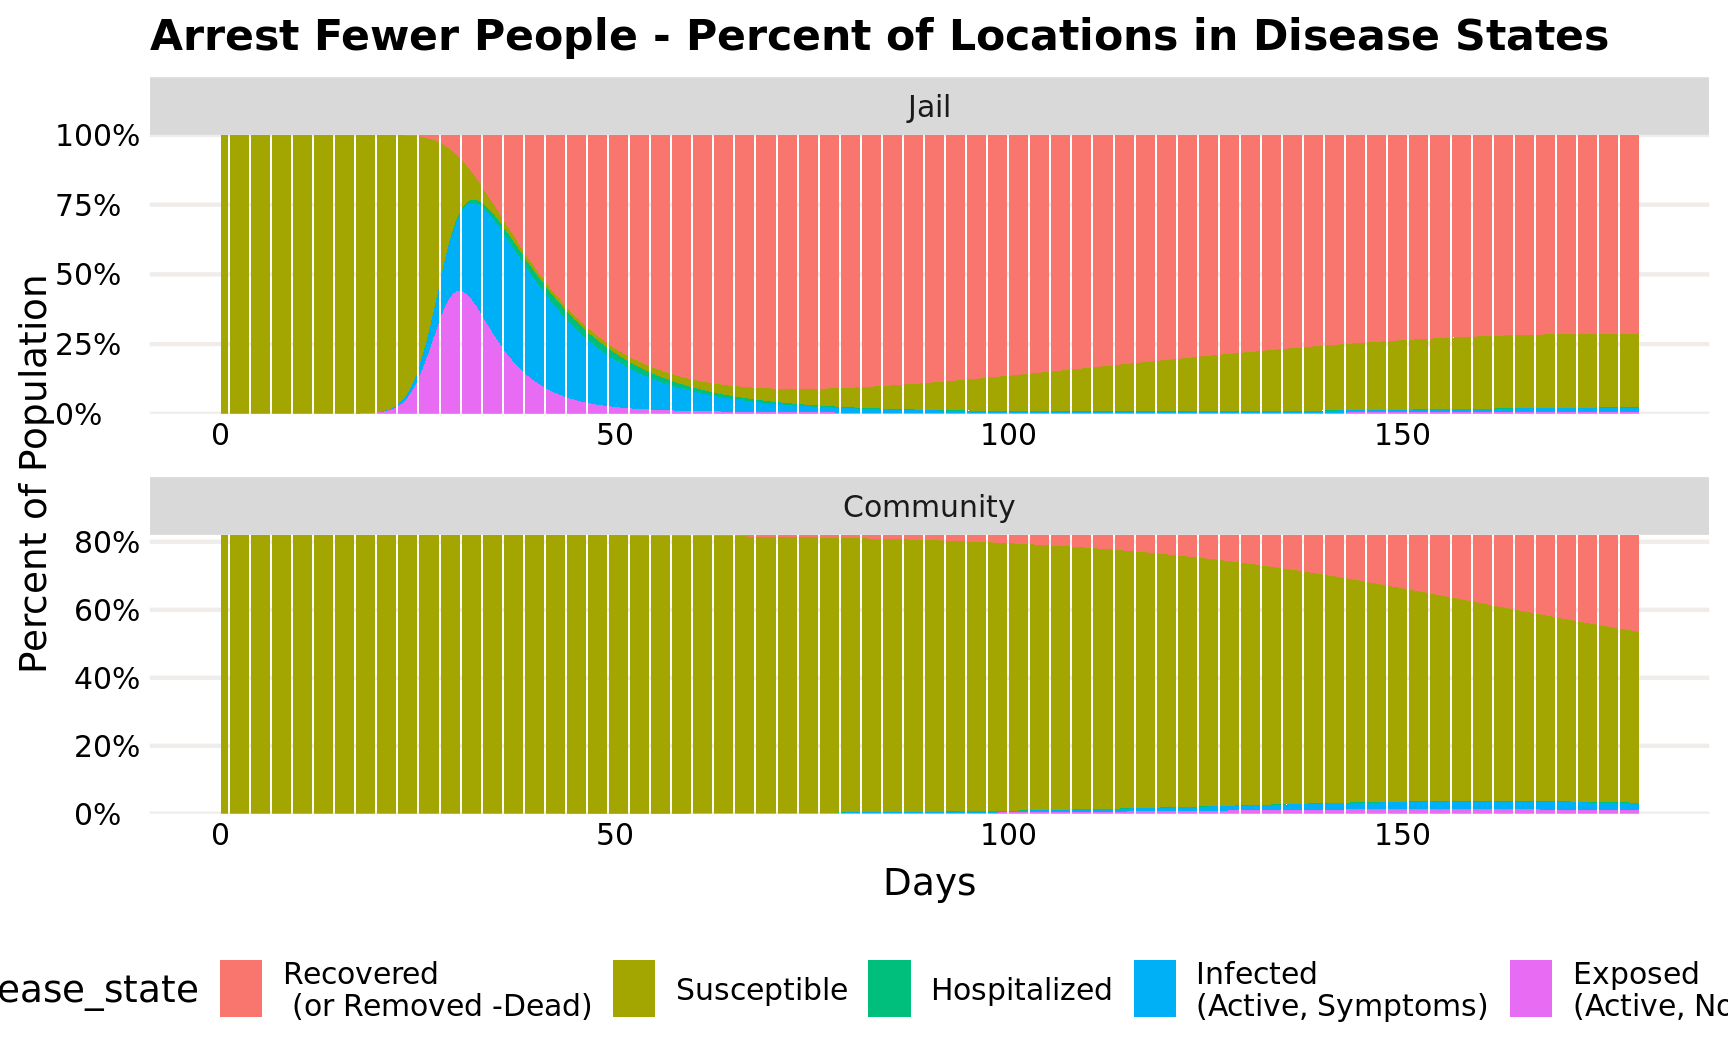 Arrest Fewer People - Percent of Locations in Disease States
Jail
100%
75%
50%
25%
0%
0 50 100 150
Percent of Population
Community
80%
60%
40%
20%
0%
0 50 100 150
Days
ease_state
Recovered
(or Removed -Dead)
Susceptible
Hospitalized
Infected
(Active, Symptoms)
Exposed
(Active, No